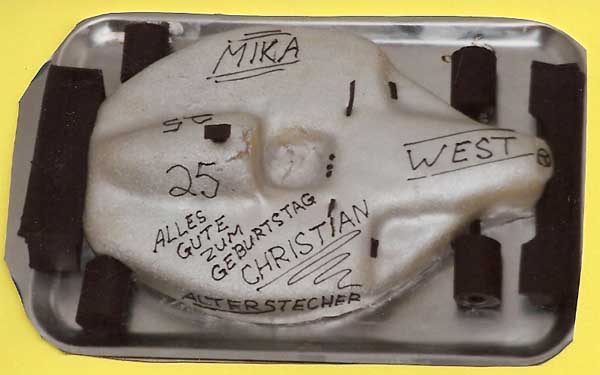 MIKA
25
WEST
ALLES
GUTE
ZUM
GEBURTSTAG
CHRISTIAN
ALTERSTECHER